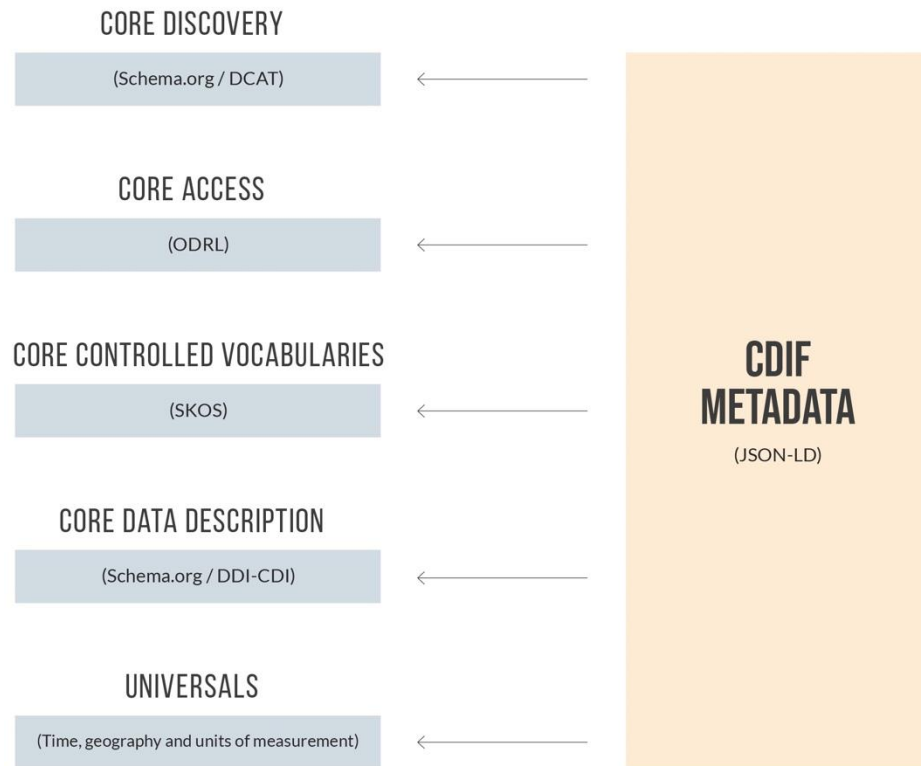 CORE DISCOVERY
(Schema.org / DCAT)
CORE ACCESS
(ODRL)
CORE CONTROLLED VOCABULARIES
(SKOS)
CORE DATA DESCRIPTION
(Schema.org / DDI-CDI)
UNIVERSALS
(Time, geography and units of measurement)
CDIF
METADATA
(JSON-LD)